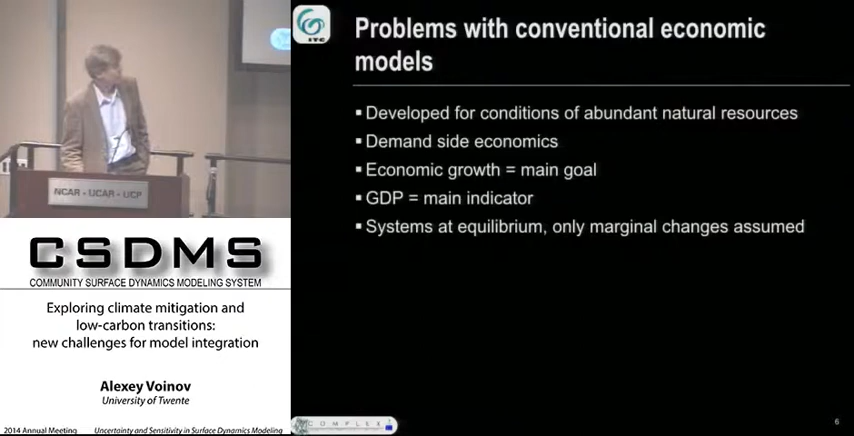 Problems with conventional economic
models
▪ Developed for conditions of abundant natural resources
▪ Demand side economics
▪ Economic growth = main goal
▪ GDP = main indicator
▪ Systems at equilibrium, only marginal changes assumed
ITC
NCAR - UCAR - UCP
CSDMS
COMMUNITY SURFACE DYNAMICS MODELING SYSTEM
Exploring climate mitigation and
low-carbon transitions:
new challenges for model integration
Alexey Voinov
University of Twente
2014 Annual Meeting Uncertainty and Sensitivity in Surface Dynamics Modeling
COMPLEX
6